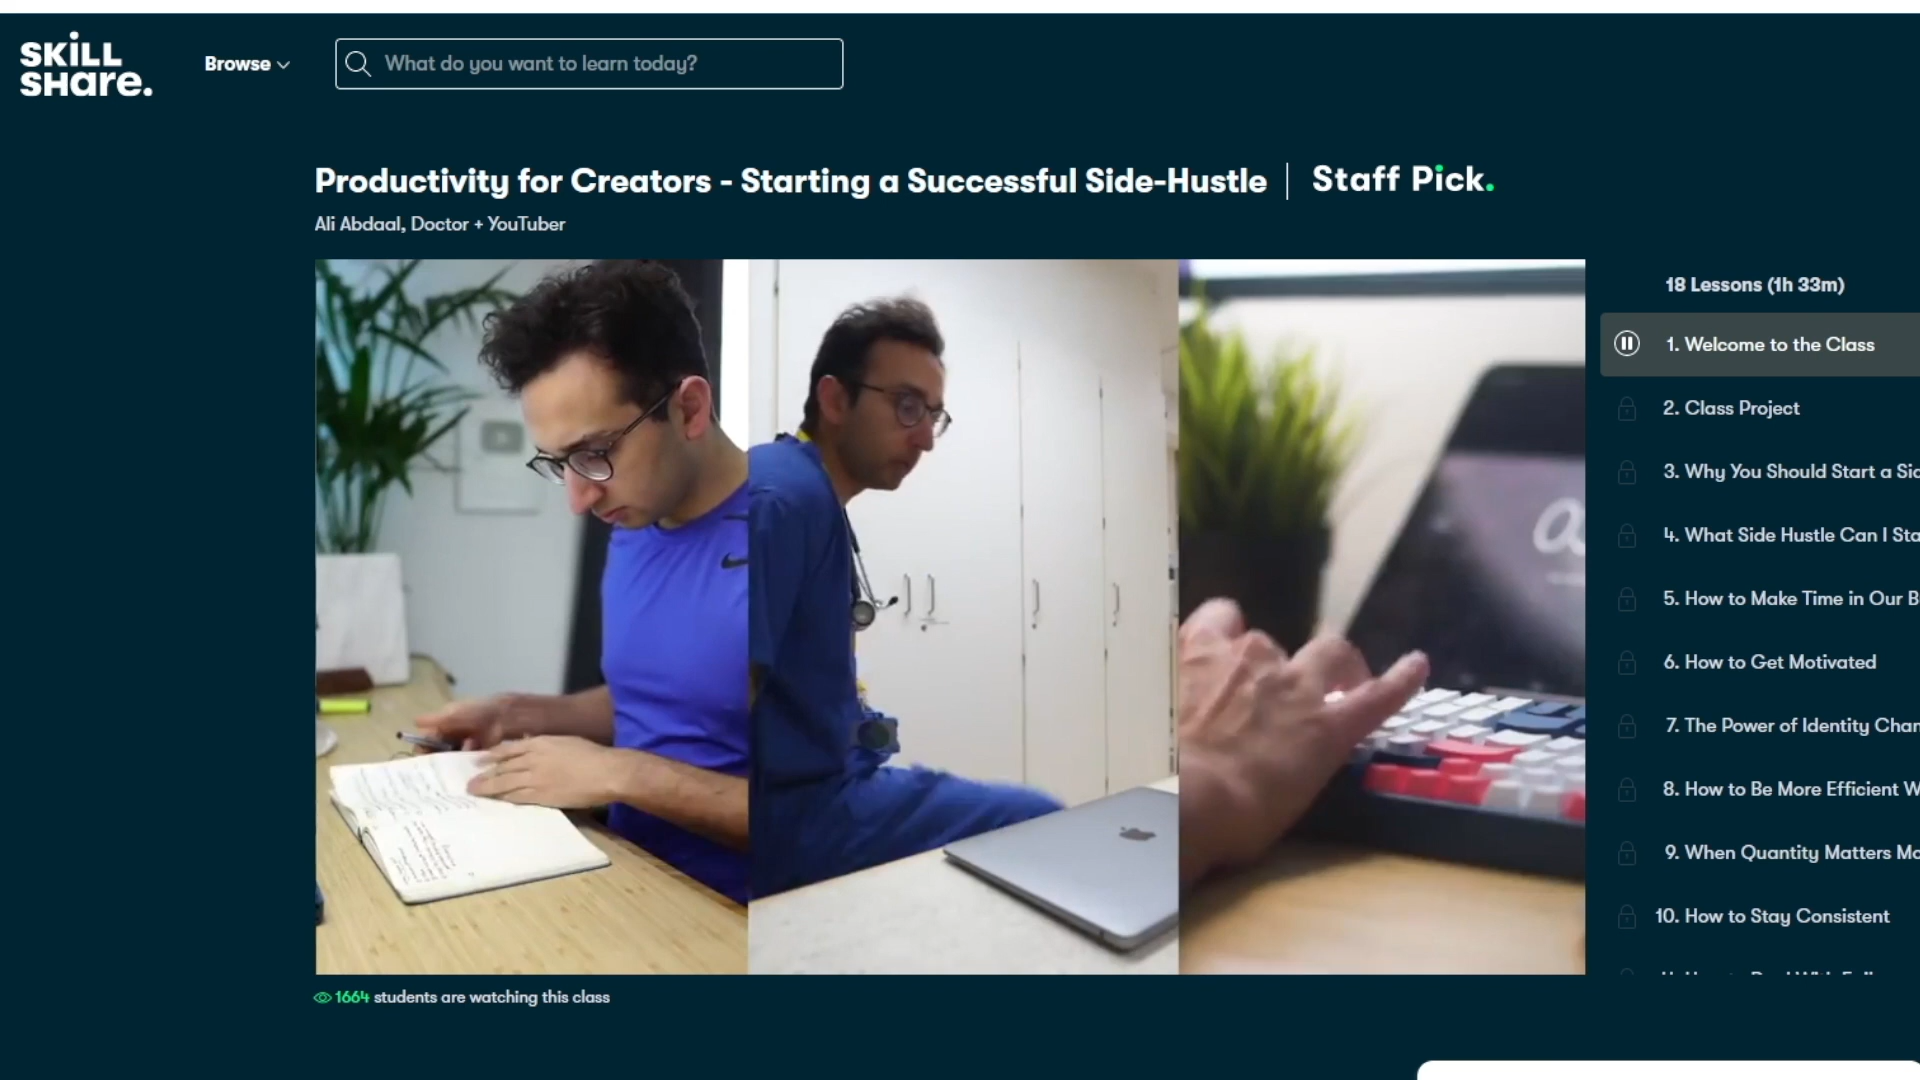 SKILL
SHare.
Browse
What do you want to learn today?
Productivity for Creators - Starting a Successful Side-Hustle | Staff Pick.
Ali Abdaal, Doctor + YouTuber
18 Lessons (1h 33m)
1. Welcome to the Class
2. Class Project
3. Why You Should Start a
4. What Side Hustle Can I
5. How to Make Time in Our
6. How to Get Motivated
7. The Power of Identity
8. How to Be More Efficient
9. When Quantity Matters
10. How to Stay Consistent
1664 students are watching this class